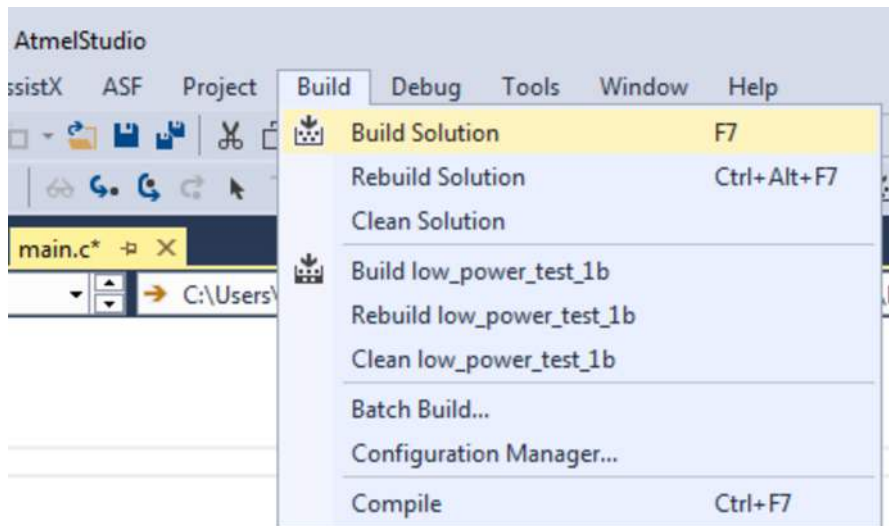 AtmelStudio
ssistX ASF Project Build Debug Tools Window Help
Build Solution F7
Rebuild Solution Ctrl+Alt+F7
Clean Solution
main.c*
Build low_power_test_1b
C:\Users\
Rebuild low_power_test_1b
Clean low_power_test_1b
Batch Build...
Configuration Manager...
Compile Ctrl+F7